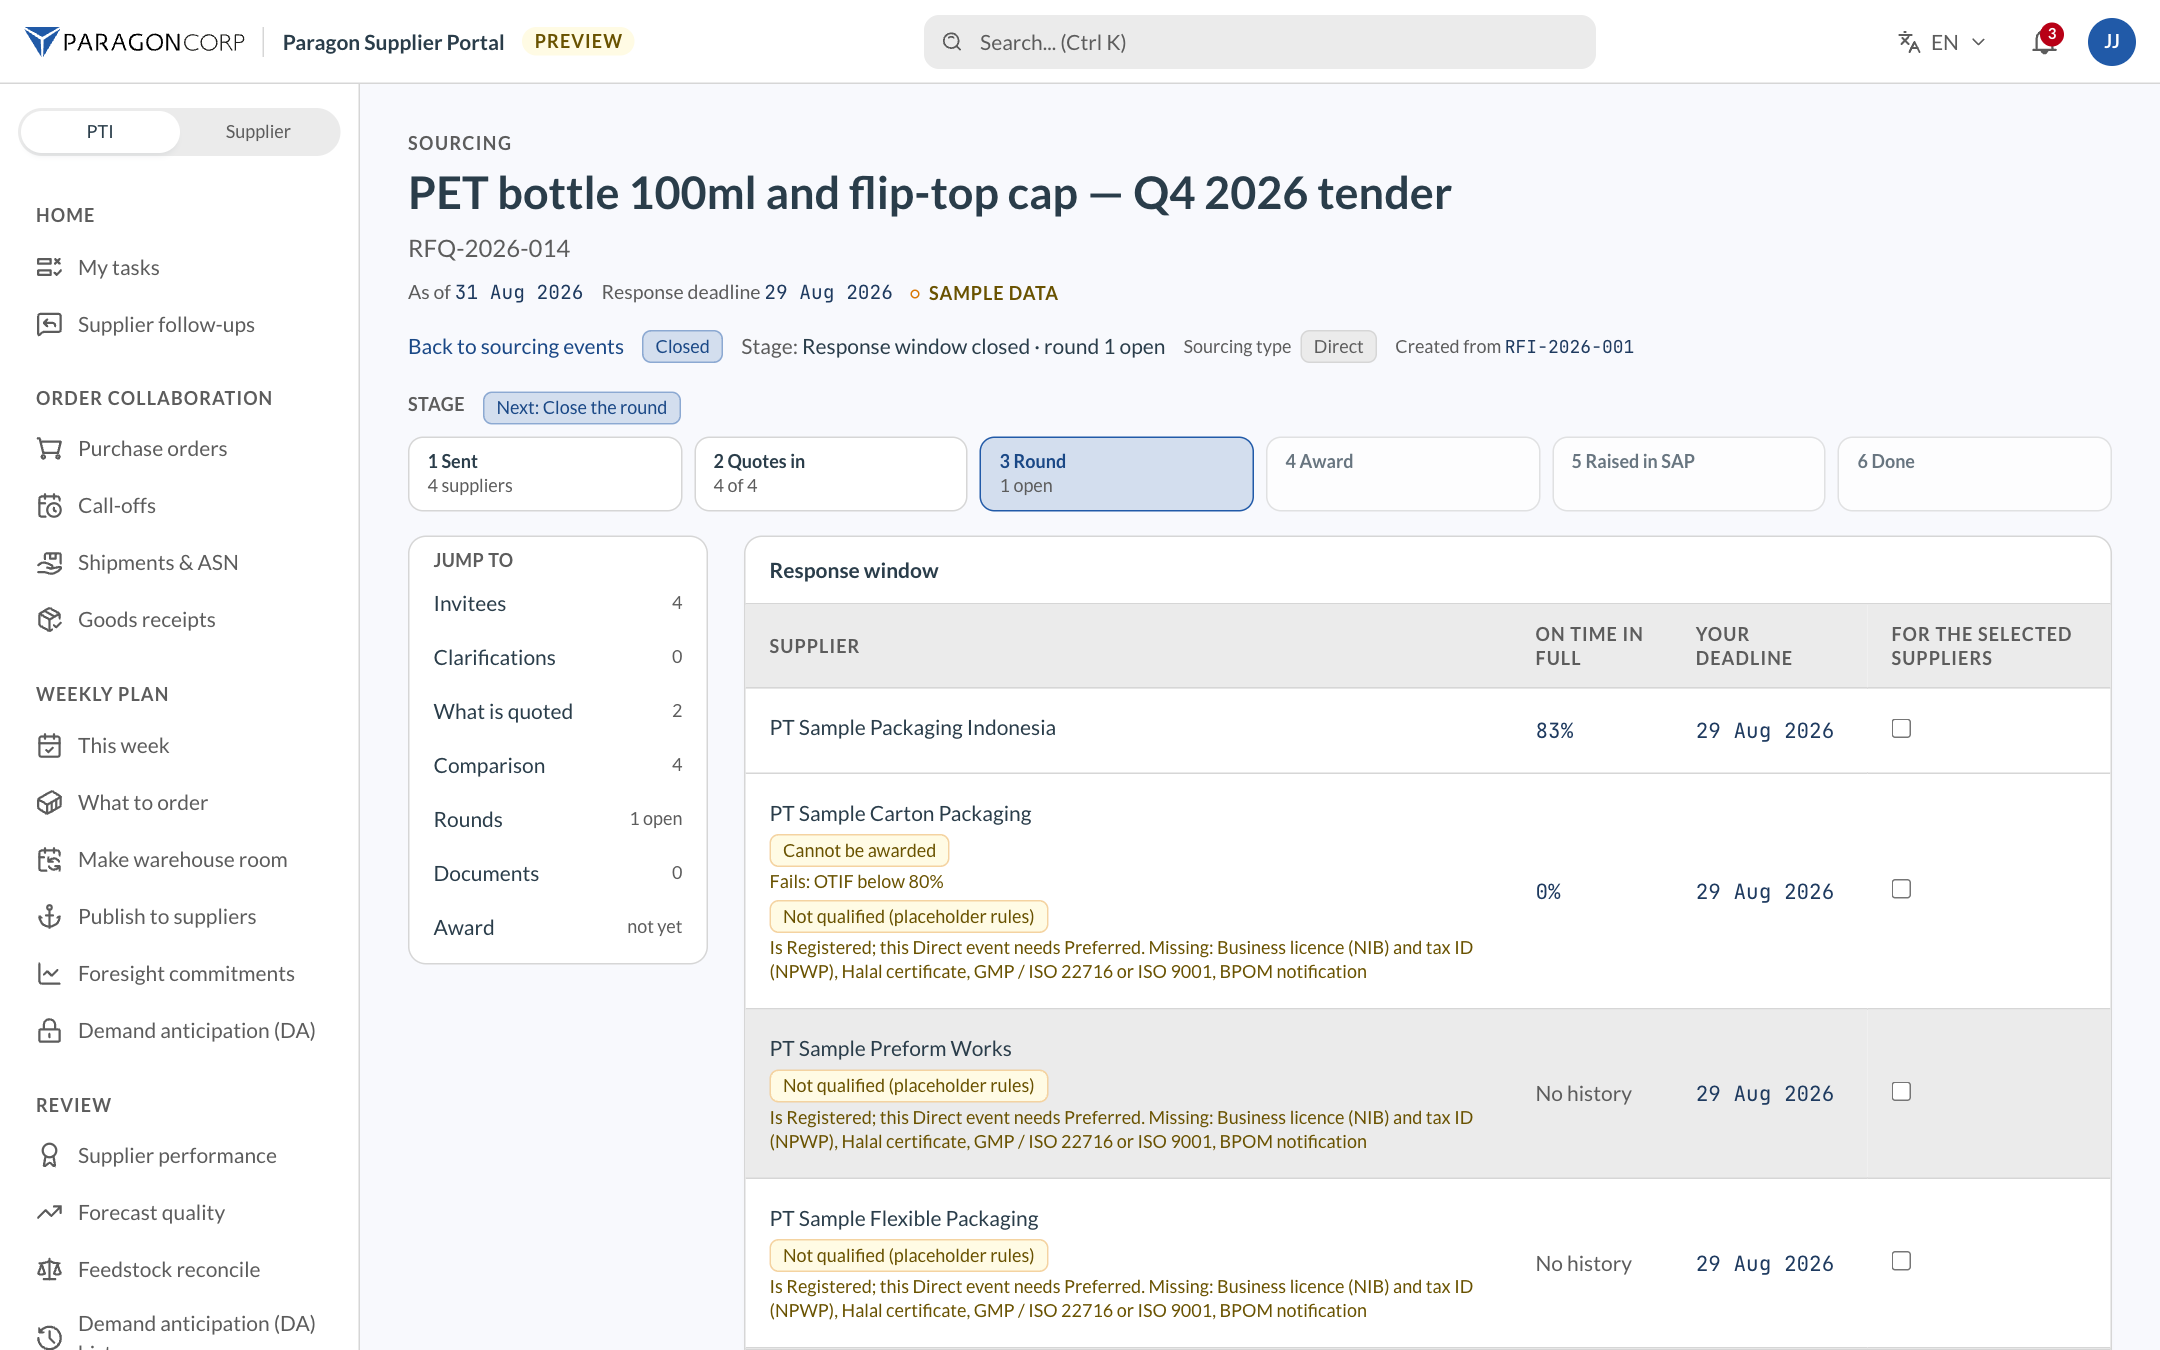 PARAGONCORP
Paragon Supplier Portal
PREVIEW
Search... (Ctrl K)
EN
3
JJ
PTI
Supplier
HOME
My tasks
Supplier follow-ups
ORDER COLLABORATION
Purchase orders
Call-offs
Shipments & ASN
Goods receipts
WEEKLY PLAN
This week
What to order
Make warehouse room
Publish to suppliers
Foresight commitments
Demand anticipation (DA)
REVIEW
Supplier performance
Forecast quality
Feedstock reconcile
Demand anticipation (DA)
SOURCING
PET bottle 100ml and flip-top cap — Q4 2026 tender
RFQ-2026-014
As of 31 Aug 2026 Response deadline 29 Aug 2026 SAMPLE DATA
Back to sourcing events Closed Stage: Response window closed · round 1 open Sourcing type Direct Created from RFI-2026-001
STAGE Next: Close the round
1 Sent
4 suppliers
2 Quotes in
4 of 4
3 Round
1 open
4 Award
5 Raised in SAP
6 Done
JUMP TO
Invitees 4
Clarifications 0
What is quoted 2
Comparison 4
Rounds 1 open
Documents 0
Award not yet
Response window
SUPPLIER
ON TIME IN
FULL
YOUR
DEADLINE
FOR THE SELECTED
SUPPLIERS
PT Sample Packaging Indonesia
83%
29 Aug 2026
PT Sample Carton Packaging
Cannot be awarded
Fails: OTIF below 80%
Not qualified (placeholder rules)
Is Registered; this Direct event needs Preferred. Missing: Business licence (NIB) and tax ID
(NPWP), Halal certificate, GMP / ISO 22716 or ISO 9001, BPOM notification
0%
29 Aug 2026
PT Sample Preform Works
Not qualified (placeholder rules)
Is Registered; this Direct event needs Preferred. Missing: Business licence (NIB) and tax ID
(NPWP), Halal certificate, GMP / ISO 22716 or ISO 9001, BPOM notification
No history
29 Aug 2026
PT Sample Flexible Packaging
Not qualified (placeholder rules)
Is Registered; this Direct event needs Preferred. Missing: Business licence (NIB) and tax ID
(NPWP), Halal certificate, GMP / ISO 22716 or ISO 9001, BPOM notification
No history
29 Aug 2026